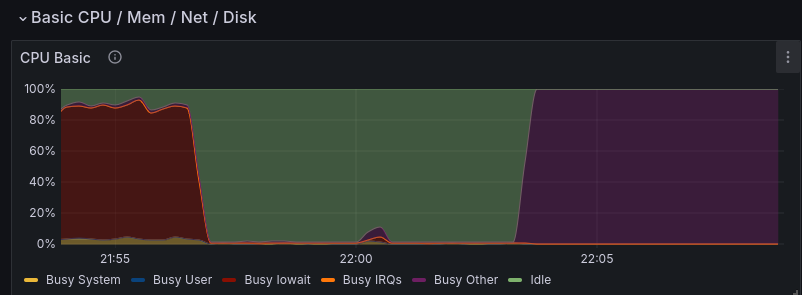 Basic CPU / Mem / Net / Disk
CPU Basic
100%
80%
60%
40%
20%
0%
21:55 22:00 22:05
Busy System Busy User Busy Iowait Busy IRQs Busy Other Idle